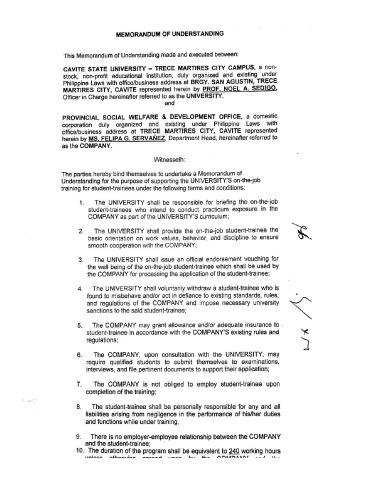 MEMORANDUM OF UNDERSTANDING
This Memorandum of Understanding made and executed between:
CAVITE STATE UNIVERSITY – TRECE MARTIRES CITY CAMPUS, a non-
stock, non-profit educational institution, duly organized and existing under
Philippine Laws with office/business address at BRGY. SAN AGUSTIN, TRECE
MARTIRES CITY, CAVITE represented herein by PROF. NOEL A. SEDIGO,
Officer in Charge hereinafter referred to as the UNIVERSITY.
and
PROVINCIAL SOCIAL WELFARE & DEVELOPMENT OFFICE, a domestic
corporation duly organized and existing under Philippine Laws with
office/business address at TRECE MARTIRES CITY, CAVITE represented
herein by MS. FELIPA G. SERVAÑEZ, Department Head, hereinafter referred to
as the COMPANY.
Witnesseth:
The parties hereby bind themselves to undertake a Memorandum of
Understanding for the purpose of supporting the UNIVERSITY'S on-the-job
training for student-trainees under the following terms and conditions:
1. The UNIVERSITY shall be responsible for briefing the on-the-job
student-trainees who intend to conduct practicum exposure in the
COMPANY as part of the UNIVERSITY'S curriculum;
2. The UNIVERSITY shall provide the on-the-job student-trainees the
basic orientation on work values, behavior, and discipline to ensure
smooth cooperation with the COMPANY;
3. The UNIVERSITY shall issue an official endorsement vouching for
the well being of the on-the-job student-trainee which shall be used by
the COMPANY for processing the application of the student-trainee;
4. The UNIVERSITY shall voluntarily withdraw a student-trainee who is
found to misbehave and/or act in defiance to existing standards, rules,
and regulations of the COMPANY and impose necessary university
sanctions to the said student-trainee;
5. The COMPANY may grant allowance and/or adequate insurance to
student-trainee in accordance with the COMPANY'S existing rules and
regulations;
6. The COMPANY, upon consultation with the UNIVERSITY, may
require qualified students to submit themselves to examinations,
interviews, and file pertinent documents to support their application;
7. The COMPANY is not obliged to employ student-trainee upon
completion of the training;
8. The student-trainee shall be personally responsible for any and all
liabilities arising from negligence in the performance of his/her duties
and functions while under training;
9. There is no employer-employee relationship between the COMPANY
and the student-trainee;
10. The duration of the program shall be equivalent to 240 working hours
unless otherwise agreed upon by the COMPANY and the